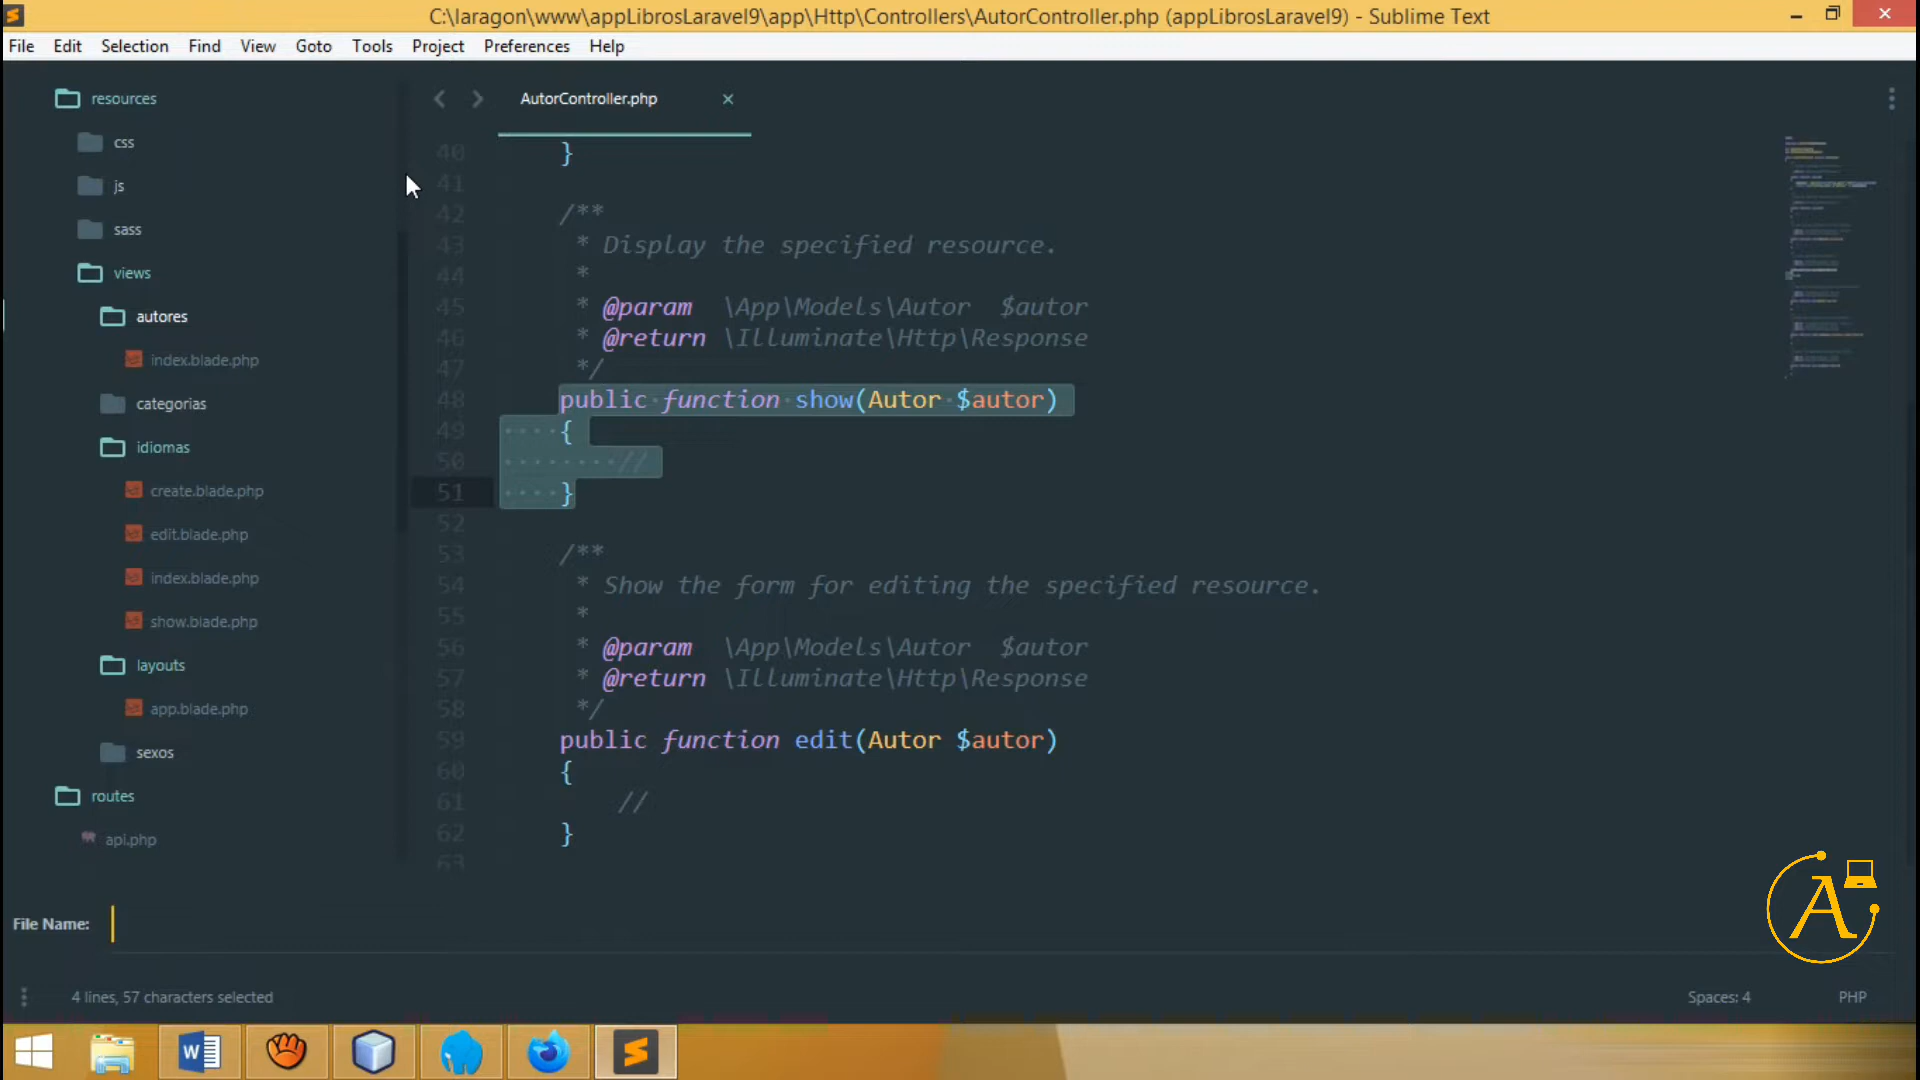 C:\laragon\www\appLibrosLaravel9\app\Http\Controllers\AutorController.php (appLibrosLaravel9) - Sublime Text
File Edit Selection Find View Goto Tools Project Preferences Help
resources
css
js
sass
views
autores
index.blade.php
categorias
idiomas
create.blade.php
edit.blade.php
index.blade.php
show.blade.php
layouts
app.blade.php
sexos
routes
api.php
AutorController.php
40 }
41
42 /**
43 * Display the specified resource.
44 *
45 * @param \App\Models\Autor $autor
46 * @return \Illuminate\Http\Response
47 */
48 public function show(Autor $autor)
49 {
50 //
51 }
52
53 /**
54 * Show the form for editing the specified resource.
55 *
56 * @param \App\Models\Autor $autor
57 * @return \Illuminate\Http\Response
58 */
59 public function edit(Autor $autor)
60 {
61 //
62 }
63
File Name:
A
4 lines, 57 characters selected
Spaces: 4 PHP